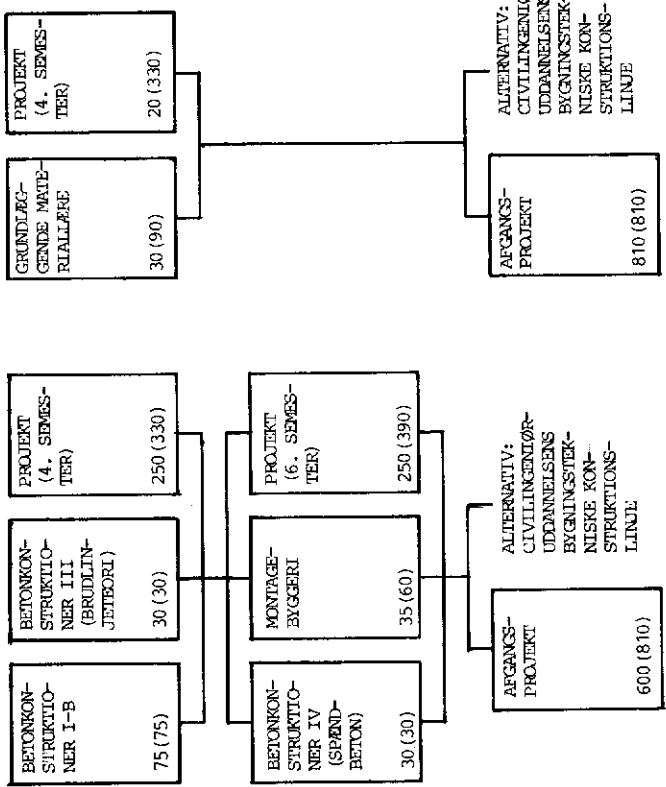 BETONKON-
STRUKTIO-
NER I-B
75 (75)
BETONKON-
STRUKTIO-
NER III
(BRUDLIN-
JETEORI)
30 (30)
PROJEKT
(4. SEMES-
TER)
250 (330)
BETONKON-
STRUKTIO-
NER IV
(SPÆND-
BETON)
30 (30)
MONTAGE-
BYGGERI
35 (60)
PROJEKT
(6. SEMES-
TER)
250 (390)
AFGANGS-
PROJEKT
600 (810)
ALTERNATIV:
CIVILINGENIØR-
UDDANNELSENS
BYGNINGSTEK-
NISKE KON-
STRUKTIONS-
LINJE
GRUNDLÆG-
GENDE MATE-
RIALLÆRE
30 (90)
PROJEKT
(4. SEMES-
TER)
20 (330)
AFGANGS-
PROJEKT
810 (810)
ALTERNATIV:
CIVILINGENIØ
UDDANNELSENS
BYGNINGSTEK-
NISKE KON-
STRUKTIONS-
LINJE